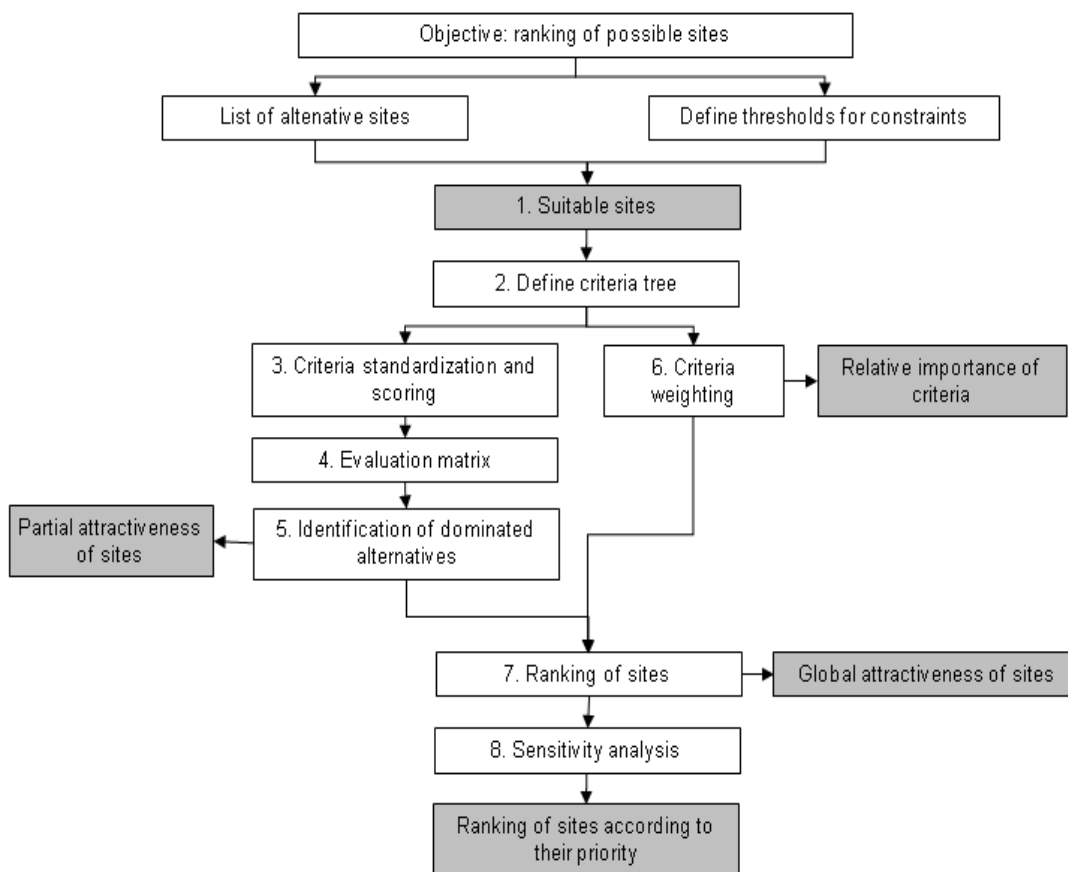 Objective: ranking of possible sites
List of altenative sites
Define thresholds for constraints
1. Suitable sites
2. Define criteria tree
3. Criteria standardization and
scoring
6. Criteria
weighting
Relative importance of
criteria
4. Evaluation matrix
Partial attractiveness
of sites
5. Identification of dominated
alternatives
7. Ranking of sites
Global attractiveness of sites
8. Sensitivity analysis
Ranking of sites according to
their priority